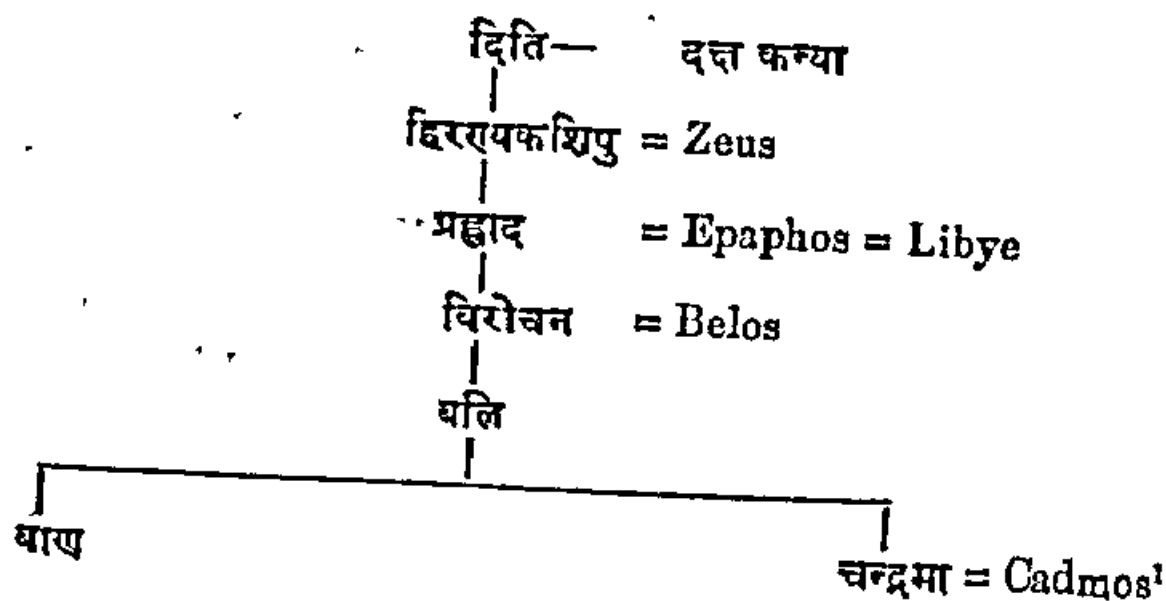 दिति— दक्ष कन्या
हिरण्यकशिपु = Zeus
प्रह्लाद = Epaphos = Libye
विरोचन = Belos
बलि
बाण
चन्द्रमा = Cadmos¹